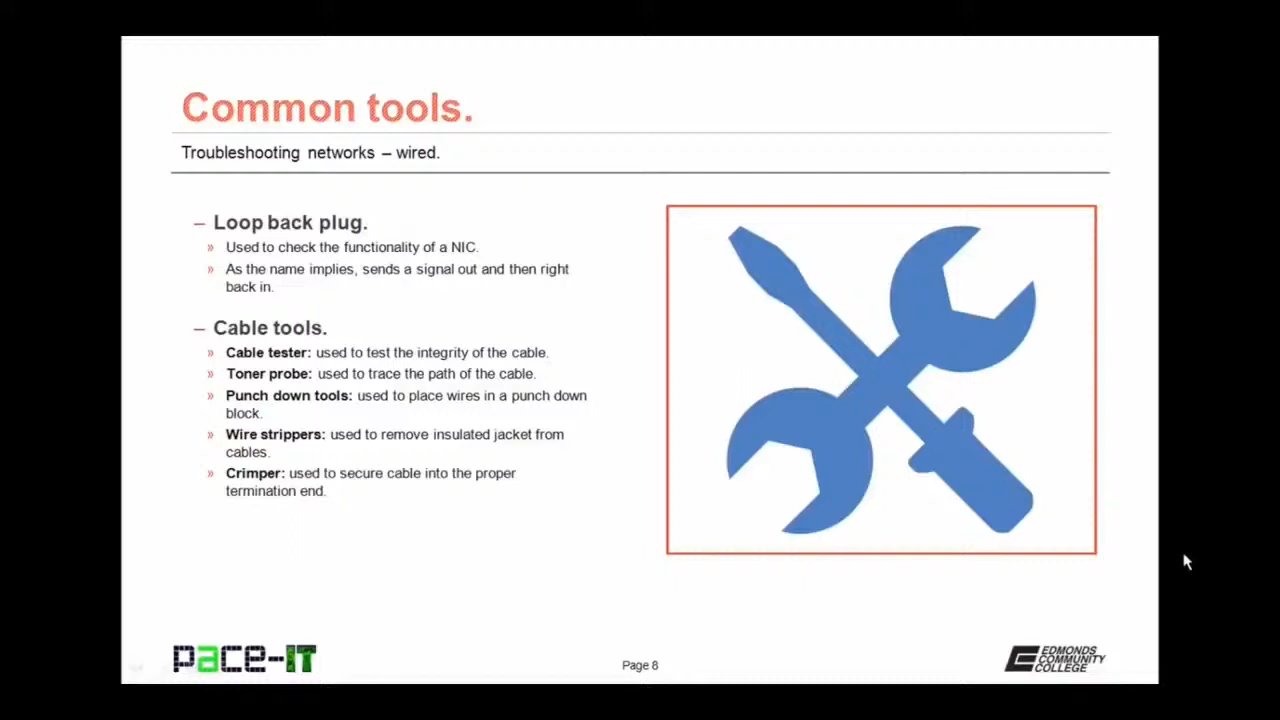 Common tools.
Troubleshooting networks – wired.
– Loop back plug.
» Used to check the functionality of a NIC.
» As the name implies, sends a signal out and then right
back in.
– Cable tools.
» Cable tester: used to test the integrity of the cable.
» Toner probe: used to trace the path of the cable.
» Punch down tools: used to place wires in a punch down
block.
» Wire strippers: used to remove insulated jacket from
cables.
» Crimper: used to secure cable into the proper
termination end.
pace-IT
Page 8
EDMONDS
COMMUNITY
COLLEGE